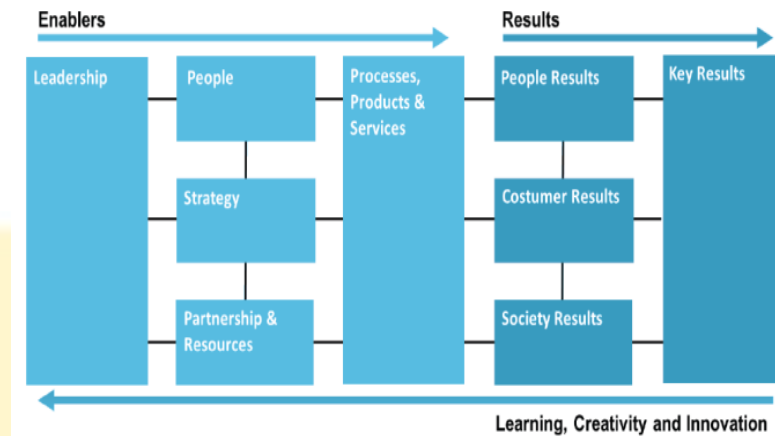 Enablers
Results
Leadership
People
Processes,
Products &
Services
People Results
Key Results
Strategy
Costumer Results
Partnership &
Resources
Society Results
Learning, Creativity and Innovation